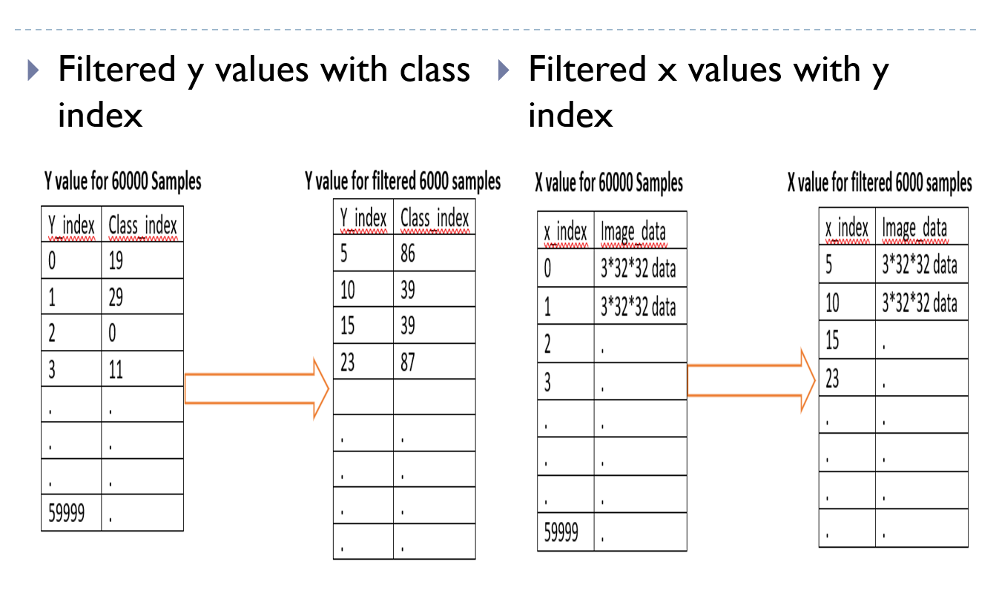 Filtered y values with class
index
Filtered x values with y
index
Y value for 60000 Samples
Y_index Class_index
0 19
1 29
2 0
3 11
. .
. .
. .
59999 .
Y value for filtered 6000 samples
Y_index Class_index
5 86
10 39
15 39
23 87
. .
. .
. .
. .
X value for 60000 Samples
x_index Image_data
0 3*32*32 data
1 3*32*32 data
2 .
3 .
. .
. .
. .
59999 .
X value for filtered 6000 samples
x_index Image_data
5 3*32*32 data
10 3*32*32 data
15 .
23 .
. .
. .
. .
. .